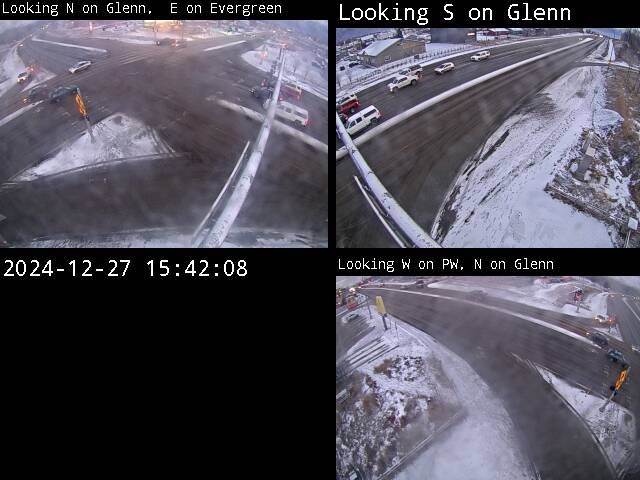 Looking N on Glenn,  E on Evergreen
Looking S on Glenn
2024-12-27 15:42:08
Looking W on PW, N on Glenn